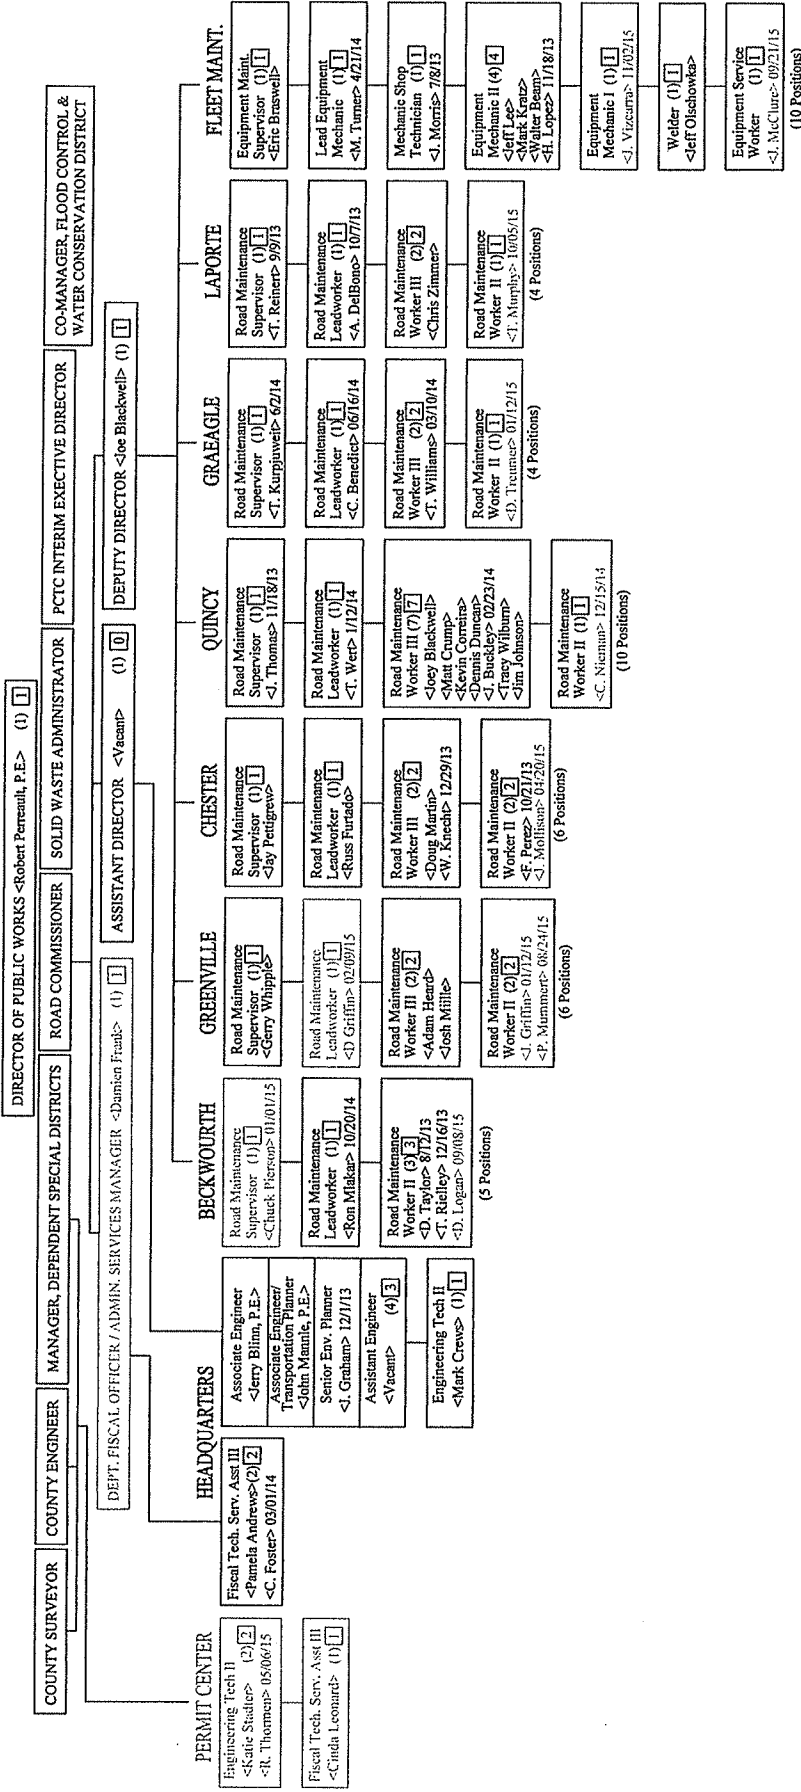 DIRECTOR OF PUBLIC WORKS <Robert Perreault, P.E.> (1) 1
COUNTY SURVEYOR
COUNTY ENGINEER
MANAGER, DEPENDENT SPECIAL DISTRICTS
ROAD COMMISSIONER
SOLID WASTE ADMINISTRATOR
PCTC INTERIM EXECTIVE DIRECTOR
CO-MANAGER, FLOOD CONTROL &
WATER CONSERVATION DISTRICT
DEPT. FISCAL OFFICER / ADMIN. SERVICES MANAGER <Damien Frank> (1) 1
ASSISTANT DIRECTOR <Vacant> (1) 0
DEPUTY DIRECTOR <Joe Blackwell> (1) 1
PERMIT CENTER
Engineering Tech II
<Katie Stadter> (2) 2
<R. Thormen> 05/06/15
Fiscal Tech. Serv. Asst III
<Cinda Leonard> (1) 1
HEADQUARTERS
Fiscal Tech. Serv. Asst III
<Pamela Andrews>(2) 2
<C. Foster> 03/01/14
Associate Engineer
<Jerry Blinn, P.E.>
Associate Engineer/
Transportation Planner
<John Mannle, P.E.>
Senior Env. Planner
<J. Graham> 12/1/13
Assistant Engineer
<Vacant> (4) 3
Engineering Tech II
<Mark Crews> (1) 1
BECKWOURTH
Road Maintenance
Supervisor (1) 1
<Chuck Pierson> 01/01/15
Road Maintenance
Leadworker (1) 1
<Ron Mlakar> 10/20/14
Road Maintenance
Worker II (3) 3
<D. Taylor> 8/12/13
<T. Rielley> 12/16/13
<D. Logan> 09/08/15
(5 Positions)
GREENVILLE
Road Maintenance
Supervisor (1) 1
<Gerry Whipple>
Road Maintenance
Leadworker (1) 1
<D Griffin> 02/09/15
Road Maintenance
Worker III (2) 2
<Adam Heard>
<Josh Miille>
Road Maintenance
Worker II (2) 2
<J. Griffin> 01/12/15
<P. Mummert> 08/24/15
(6 Positions)
CHESTER
Road Maintenance
Supervisor (1) 1
<Jay Pettigrew>
Road Maintenance
Leadworker (1) 1
<Russ Furtado>
Road Maintenance
Worker III (2) 2
<Doug Martin>
<W. Knecht> 12/29/13
Road Maintenance
Worker II (2) 2
<F. Perez> 10/21/13
<J. Mollison> 04/20/15
(6 Positions)
QUINCY
Road Maintenance
Supervisor (1) 1
<J. Thomas> 11/18/13
Road Maintenance
Leadworker (1) 1
<T. Wert> 1/12/14
Road Maintenance
Worker III (7) 7
<Joey Blackwell>
<Matt Crump>
<Kevin Correira>
<Dennis Duncan>
<J. Buckley> 02/23/14
<Tracy Wilburn>
<Jim Johnson>
Road Maintenance
Worker II (1) 1
<C. Nieman> 12/15/14
(10 Positions)
GRAEAGLE
Road Maintenance
Supervisor (1) 1
<T. Kurpjuweit> 6/2/14
Road Maintenance
Leadworker (1) 1
<C. Benedict> 06/16/14
Road Maintenance
Worker III (2) 2
<T. Williams> 03/10/14
Road Maintenance
Worker II (1) 1
<D. Treumer> 01/12/15
(4 Positions)
LAPORTE
Road Maintenance
Supervisor (1) 1
<T. Reinert> 9/9/13
Road Maintenance
Leadworker (1) 1
<A. DelBono> 10/7/13
Road Maintenance
Worker III (2) 2
<Chris Zimmer>
Road Maintenance
Worker II (1) 1
<T. Murphy> 10/05/15
(4 Positions)
FLEET MAINT.
Equipment Maint.
Supervisor (1) 1
<Eric Braswell>
Lead Equipment
Mechanic (1) 1
<M. Turner> 4/21/14
Mechanic Shop
Technician (1) 1
<J. Morris> 7/8/13
Equipment
Mechanic II (4) 4
<Jeff Lee>
<Mark Kratz>
<Walter Beam>
<H. Lopez> 11/18/13
Equipment
Mechanic I (1) 1
<J. Vizcarra> 11/02/15
Welder (1) 1
<Jeff Olschowka>
Equipment Service
Worker (1) 1
<J. McClure> 09/21/15
(10 Positions)